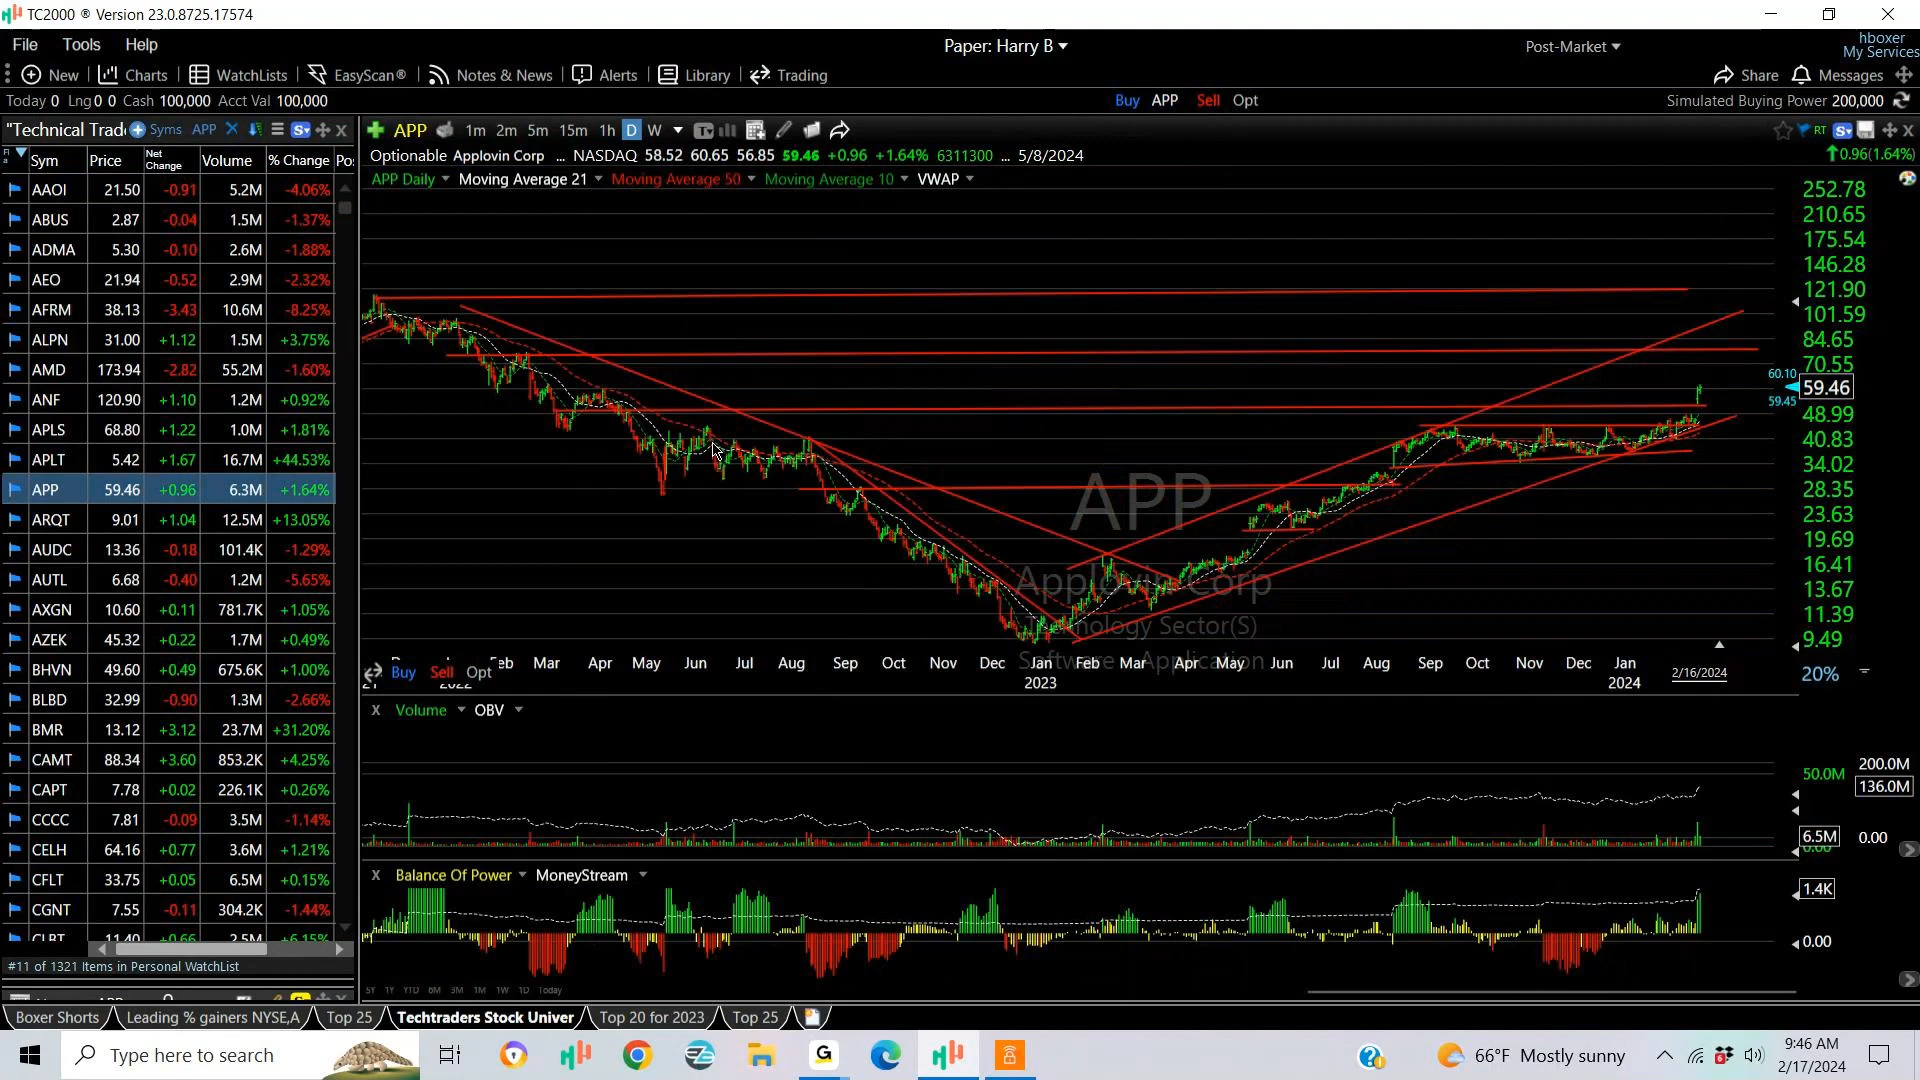 TC2000 ® Version 23.0.8725.17574
File Tools Help
Paper: Harry B
Post-Market
hboxer
My Services
New Charts WatchLists EasyScan® Notes & News Alerts Library Trading
Share Messages
Today 0 Lng 0 0 Cash 100,000 Acct Val 100,000
Buy APP Sell Opt
Simulated Buying Power 200,000
"Technical Trad Syms APP
APP 1m 2m 5m 15m 1h D W
RT
Optionable Applovin Corp ... NASDAQ 58.52 60.65 56.85 59.46 +0.96 +1.64% 6311300 ... 5/8/2024
0.96(1.64%)
APP Daily Moving Average 21 Moving Average 50 Moving Average 10 VWAP
Sym Price Net Change Volume % Change Pos
AAOI 21.50 -0.91 5.2M -4.06%
ABUS 2.87 -0.04 1.5M -1.37%
ADMA 5.30 -0.10 2.6M -1.88%
AEO 21.94 -0.52 2.9M -2.32%
AFRM 38.13 -3.43 10.6M -8.25%
ALPN 31.00 +1.12 1.5M +3.75%
AMD 173.94 -2.82 55.2M -1.60%
ANF 120.90 +1.10 1.2M +0.92%
APLS 68.80 +1.22 1.0M +1.81%
APLT 5.42 +1.67 16.7M +44.53%
APP 59.46 +0.96 6.3M +1.64%
ARQT 9.01 +1.04 12.5M +13.05%
AUDC 13.36 -0.18 101.4K -1.29%
AUTL 6.68 -0.40 1.2M -5.65%
AXGN 10.60 +0.11 781.7K +1.05%
AZEK 45.32 +0.22 1.7M +0.49%
BHVN 49.60 +0.49 675.6K +1.00%
BLBD 32.99 -0.90 1.3M -2.66%
BMR 13.12 +3.12 23.7M +31.20%
CAMT 88.34 +3.60 853.2K +4.25%
CAPT 7.78 +0.02 226.1K +0.26%
CCCC 7.81 -0.09 3.5M -1.14%
CELH 64.16 +0.77 3.6M +1.21%
CFLT 33.75 +0.05 6.5M +0.15%
CGNT 7.55 -0.11 304.2K -1.44%
CLBT 11.40 +0.66 2.5M +6.15%
#11 of 1321 Items in Personal WatchList
252.78
210.65
175.54
146.28
121.90
101.59
84.65
70.55
60.10
59.46
59.45
48.99
40.83
34.02
28.35
23.63
19.69
16.41
13.67
11.39
9.49
20%
APP
Applovin Corp
Technology Sector(S)
Software - Application
Mar Apr May Jun Jul Aug Sep Oct Nov Dec Jan Feb Mar Apr May Jun Jul Aug Sep Oct Nov Dec Jan 2/16/2024
2022 2023 2024
Buy Sell Opt
X Volume OBV
50.0M 200.0M
136.0M
6.5M 0.00
X Balance Of Power MoneyStream
1.4K
0.00
5Y 1Y YTD 6M 3M 1M 1W 1D Today
Boxer Shorts Leading % gainers NYSE,A Top 25 Techtraders Stock Univer Top 20 for 2023 Top 25
Type here to search
66°F Mostly sunny
9:46 AM
2/17/2024